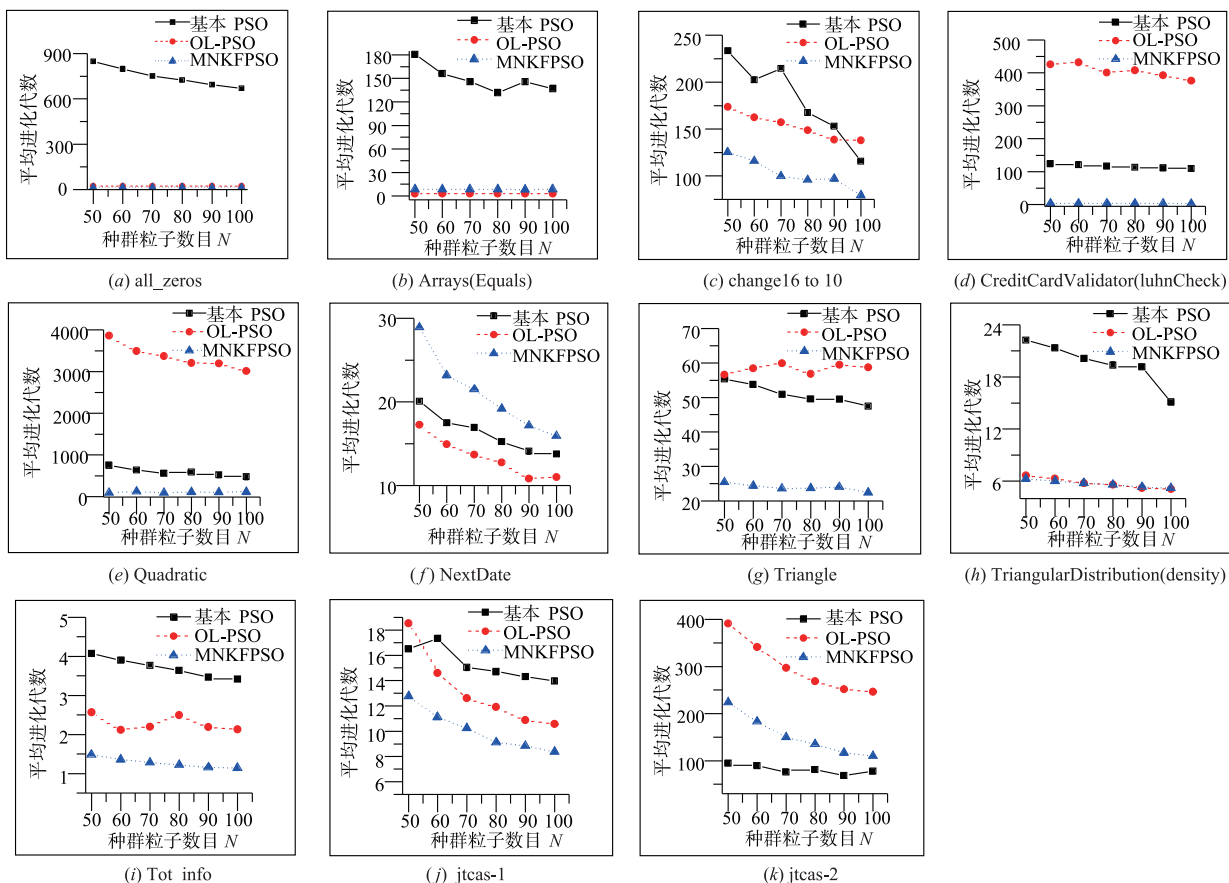 基本 PSO
OL-PSO
MNKFPSO
900
600
300
0
平均进化代数
50 60 70 80 90 100
种群粒子数目 N
(a) all_zeros
基本 PSO
OL-PSO
MNKFPSO
180
150
120
90
60
30
0
平均进化代数
50 60 70 80 90 100
种群粒子数目 N
(b) Arrays(Equals)
基本 PSO
OL-PSO
MNKFPSO
250
200
150
100
平均进化代数
50 60 70 80 90 100
种群粒子数目 N
(c) change16 to 10
基本 PSO
OL-PSO
MNKFPSO
500
400
300
200
100
0
平均进化代数
50 60 70 80 90 100
种群粒子数目 N
(d) CreditCardValidator(luhnCheck)
基本 PSO
OL-PSO
MNKFPSO
4000
3000
2000
1000
0
平均进化代数
50 60 70 80 90 100
种群粒子数目 N
(e) Quadratic
基本 PSO
OL-PSO
MNKFPSO
30
20
10
平均进化代数
50 60 70 80 90 100
种群粒子数目 N
(f) NextDate
基本 PSO
OL-PSO
MNKFPSO
70
60
50
40
30
20
平均进化代数
50 60 70 80 90 100
种群粒子数目 N
(g) Triangle
基本 PSO
OL-PSO
MNKFPSO
24
18
12
6
平均进化代数
50 60 70 80 90 100
种群粒子数目 N
(h) TriangularDistribution(density)
基本 PSO
OL-PSO
MNKFPSO
5
4
3
2
1
平均进化代数
50 60 70 80 90 100
种群粒子数目 N
(i) Tot_info
基本 PSO
OL-PSO
MNKFPSO
18
16
14
12
10
8
6
平均进化代数
50 60 70 80 90 100
种群粒子数目 N
(j) jtcas-1
基本 PSO
OL-PSO
MNKFPSO
400
300
200
100
平均进化代数
50 60 70 80 90 100
种群粒子数目 N
(k) jtcas-2